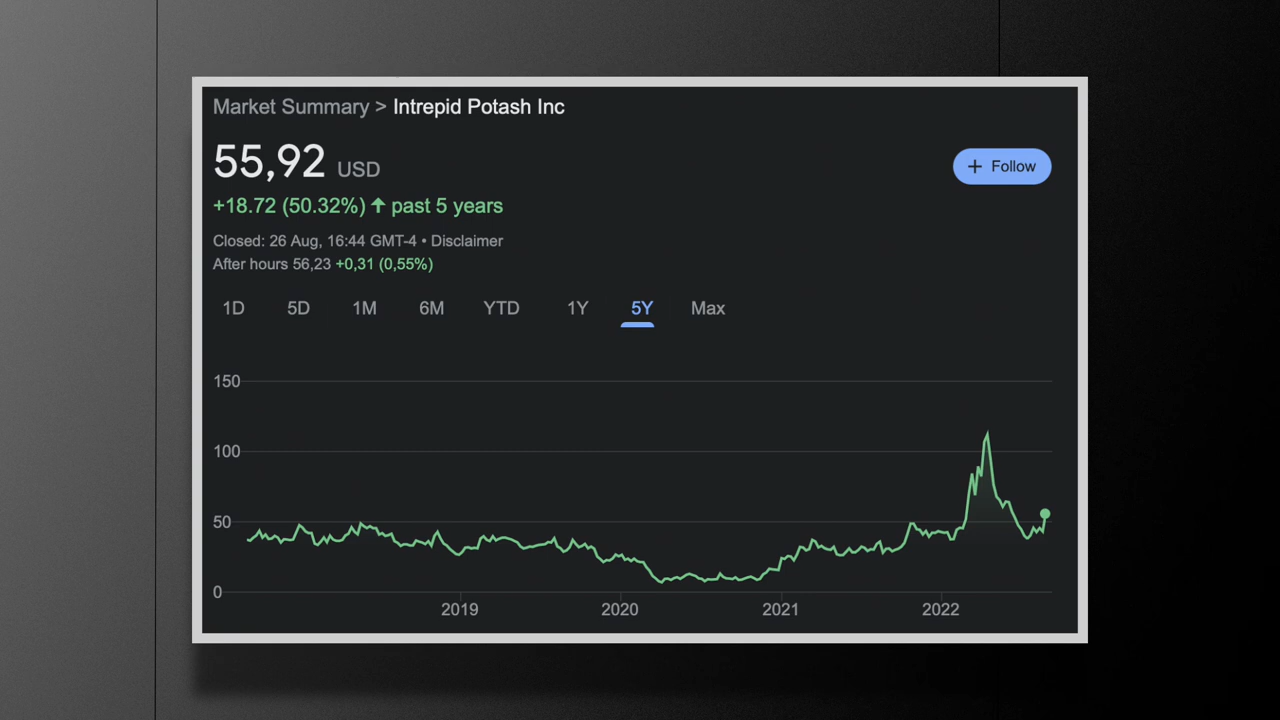 Market Summary > Intrepid Potash Inc
55,92 USD
+ Follow
+18.72 (50.32%) ↑ past 5 years
Closed: 26 Aug, 16:44 GMT-4 • Disclaimer
After hours 56,23 +0,31 (0,55%)
1D 5D 1M 6M YTD 1Y 5Y Max
150
100
50
0
2019 2020 2021 2022